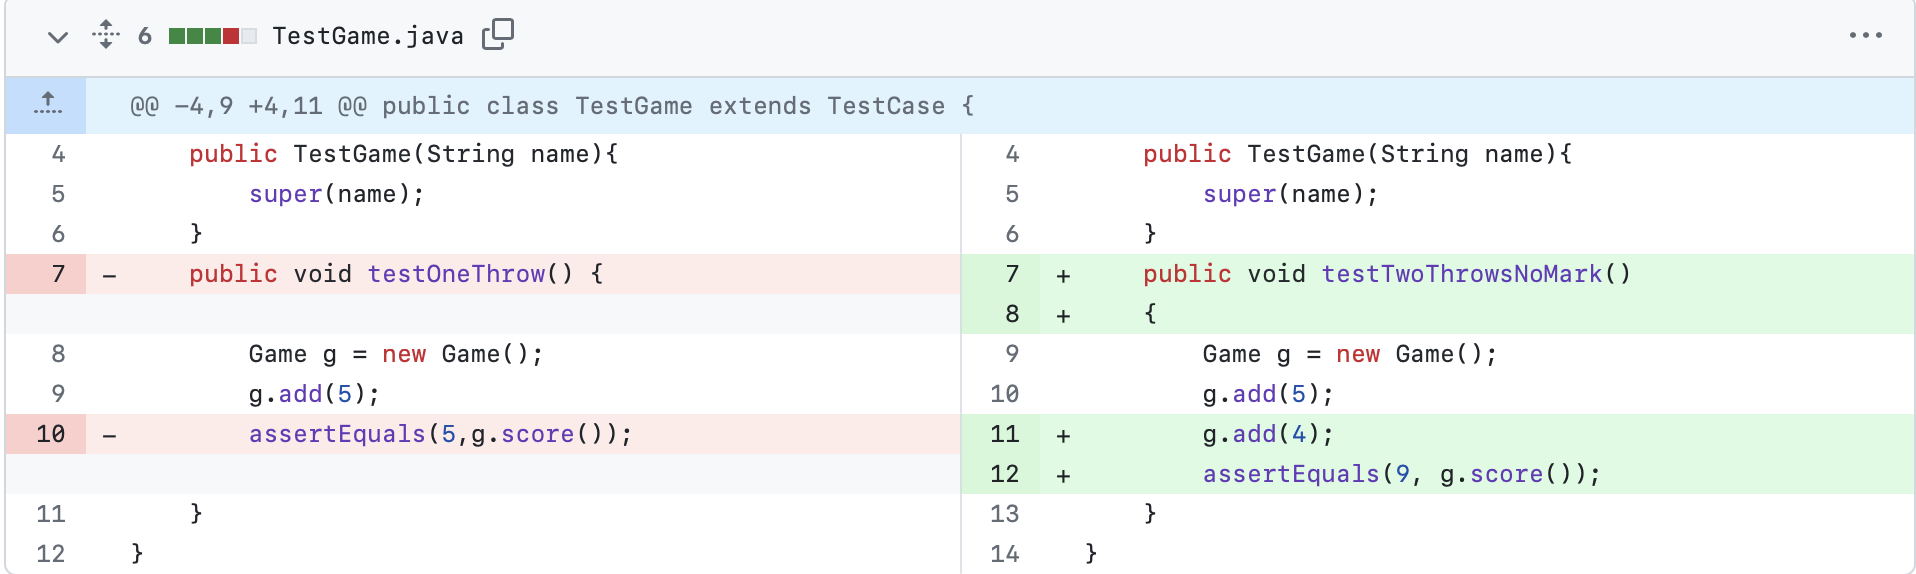 6 TestGame.java
@@ -4,9 +4,11 @@ public class TestGame extends TestCase {
4 public TestGame(String name){
5 super(name);
6 }
7 - public void testOneThrow() {
8 Game g = new Game();
9 g.add(5);
10 - assertEquals(5,g.score());
11 }
12 }
4 public TestGame(String name){
5 super(name);
6 }
7 + public void testTwoThrowsNoMark()
8 + {
9 Game g = new Game();
10 g.add(5);
11 + g.add(4);
12 + assertEquals(9, g.score());
13 }
14 }